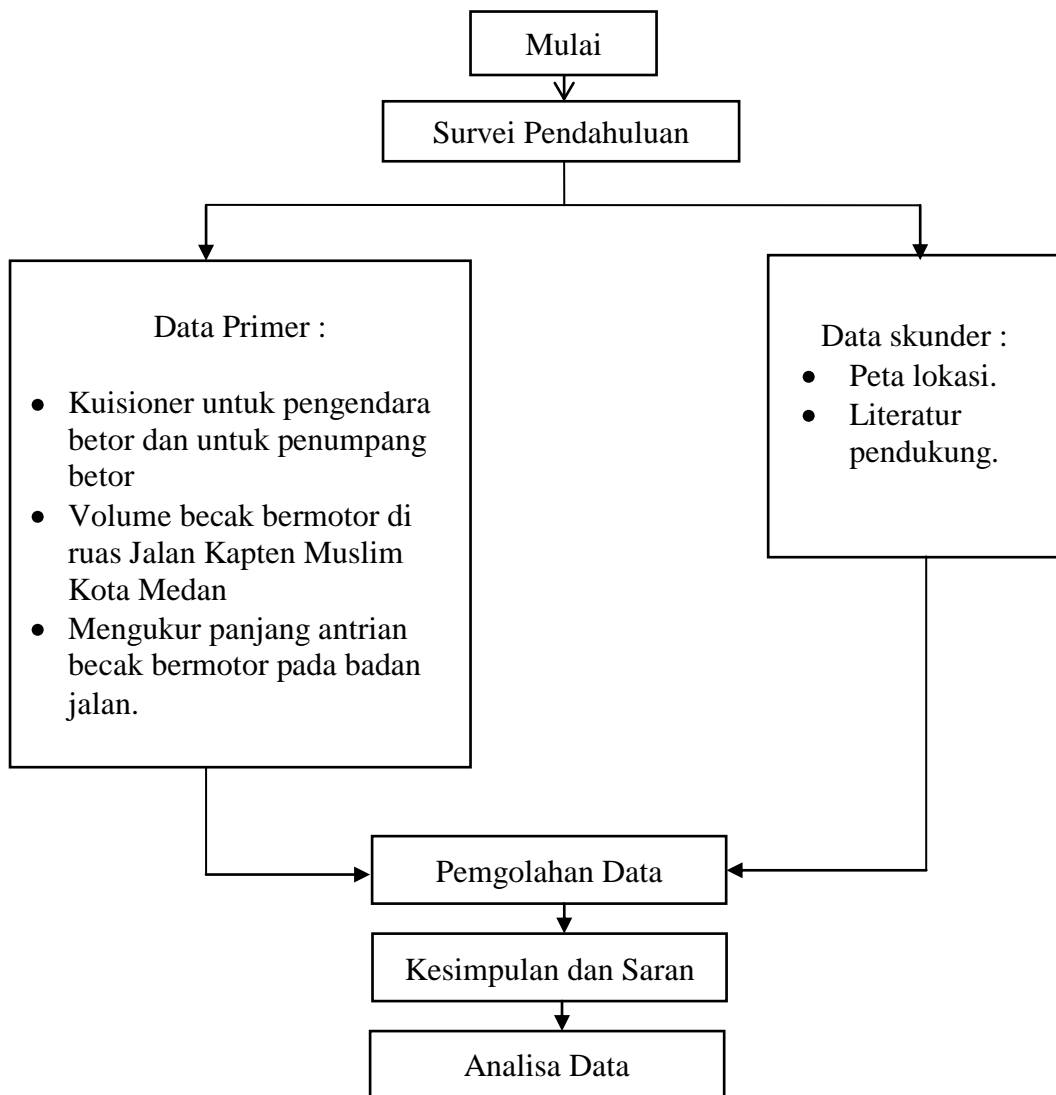 Mulai
Survei Pendahuluan
Data Primer :
● Kuisioner untuk pengendara
betor dan untuk penumpang
betor
● Volume becak bermotor di
ruas Jalan Kapten Muslim
Kota Medan
● Mengukur panjang antrian
becak bermotor pada badan
jalan.
Data skunder :
● Peta lokasi.
● Literatur
pendukung.
Pemgolahan Data
Kesimpulan dan Saran
Analisa Data